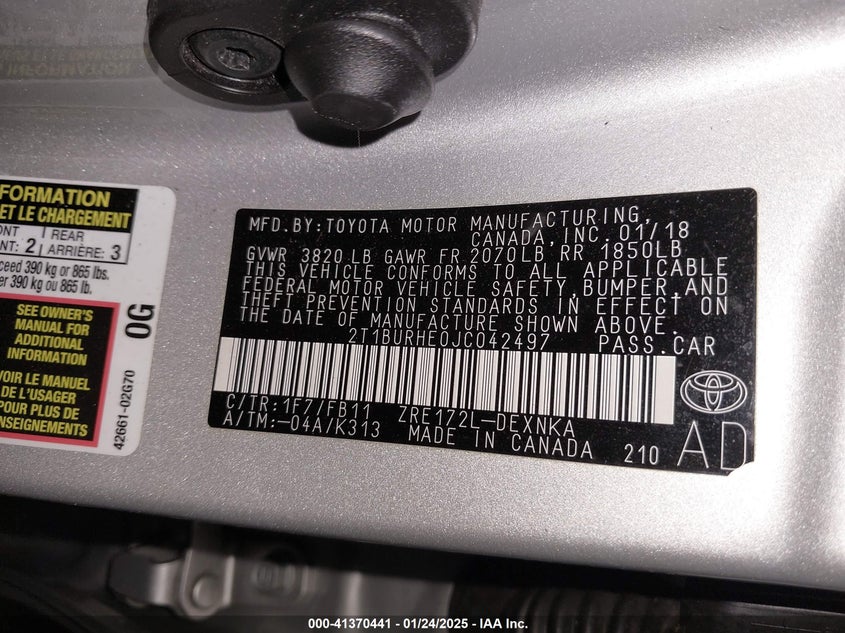 FORMATION
ET LE CHARGEMENT
ONT 2 | REAR
NT: 2 | ARRIÈRE: 3
ceed 390 kg or 865 lbs.
er 390 kg ou 865 lb.
SEE OWNER'S
MANUAL FOR
ADDITIONAL
INFORMATION
VOIR LE MANUEL
DE L'USAGER
POUR PLUS DE
RENSEIGNEMENTS
0G
42661-02G70
MFD.BY:TOYOTA MOTOR MANUFACTURING,
CANADA,INC. 01/18
GVWR 3820 LB GAWR FR 2070LB RR 1850LB
THIS VEHICLE CONFORMS TO ALL APPLICABLE
FEDERAL MOTOR VEHICLE SAFETY, BUMPER,AND
THEFT PREVENTION STANDARDS IN EFFECT ON
THE DATE OF MANUFACTURE SHOWN ABOVE.
2T1BURHE0JC042497 PASS.CAR
C/TR:1F7/FB11 ZRE172L-DEXNKA
A/TM:-04A/K313 MADE IN CANADA 210 AD
000-41370441 - 01/24/2025 - IAA Inc.